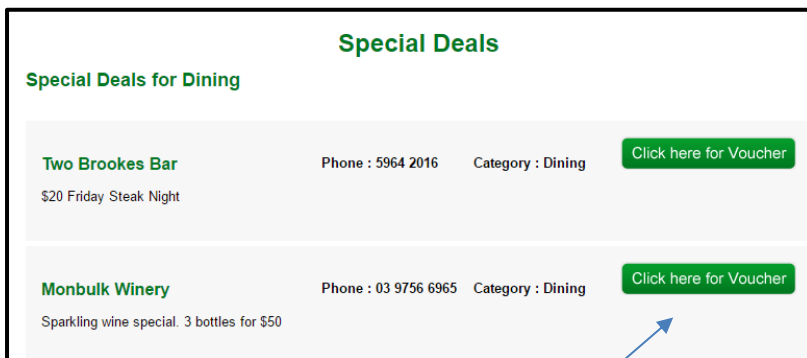 Special Deals
Special Deals for Dining
Two Brookes Bar Phone : 5964 2016 Category : Dining Click here for Voucher
$20 Friday Steak Night
Monbulk Winery Phone : 03 9756 6965 Category : Dining Click here for Voucher
Sparkling wine special. 3 bottles for $50